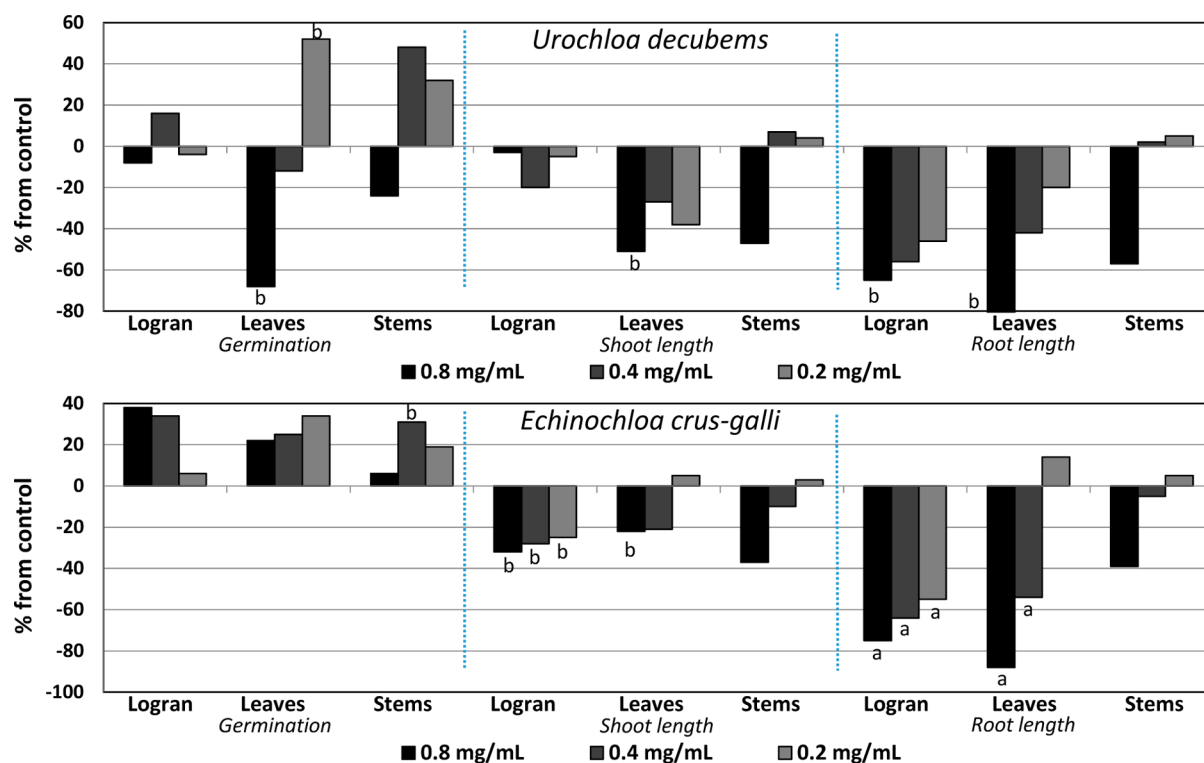 Urochloa decubems
% from control
60
40
20
0
-20
-40
-60
-80
b
b
b
b
b
Logran Leaves Stems Logran Leaves Stems Logran Leaves Stems
Germination Shoot length Root length
0.8 mg/mL 0.4 mg/mL 0.2 mg/mL
Echinochloa crus-galli
% from control
40
20
0
-20
-40
-60
-80
-100
b
b b b b
a a a a a
Logran Leaves Stems Logran Leaves Stems Logran Leaves Stems
Germination Shoot length Root length
0.8 mg/mL 0.4 mg/mL 0.2 mg/mL